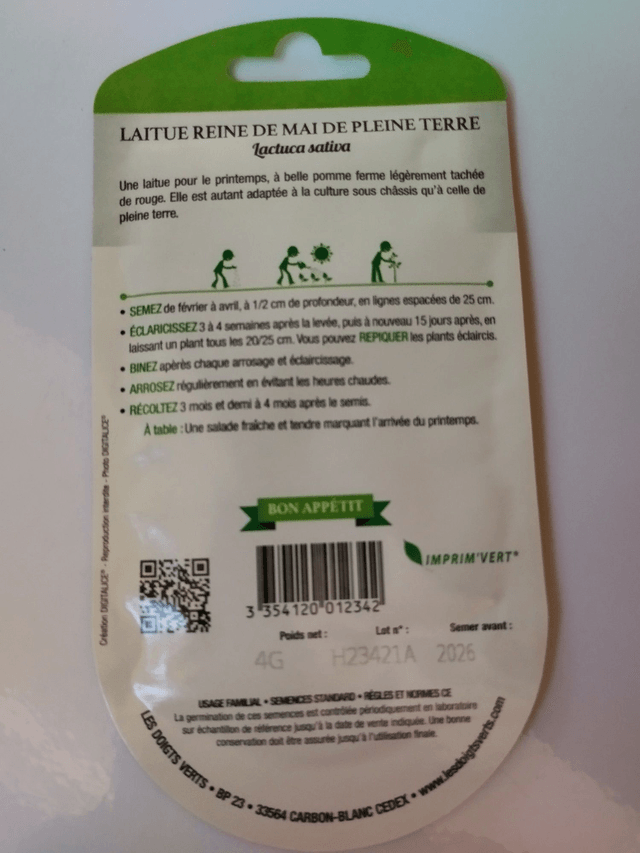 LAITUE REINE DE MAI DE PLEINE TERRE
Lactuca sativa
Une laitue pour le printemps, à belle pomme ferme légèrement tachée
de rouge. Elle est autant adaptée à la culture sous châssis qu'à celle de
pleine terre.
• SEMEZ de février à avril, à 1/2 cm de profondeur, en lignes espacées de 25 cm.
• ÉCLARICISSEZ 3 à 4 semaines après la levée, puis à nouveau 15 jours après, en
laissant un plant tous les 20/25 cm. Vous pouvez REPIQUER les plants éclaircis.
• BINEZ apèrès chaque arrosage et éclaircissage.
• ARROSEZ régulièrement en évitant les heures chaudes.
• RÉCOLTEZ 3 mois et demi à 4 mois après le semis.
À table : Une salade fraîche et tendre marquant l'arrivée du printemps.
Création DIGITALICE® - Reproduction interdite - Photo DIGITALICE®
BON APPÉTIT
IMPRIM'VERT®
3 354120 012342
Poids net : Lot n° : Semer avant :
4G H23421A 2026
USAGE FAMILIAL • SEMENCES STANDARD • RÈGLES ET NORMES CE
La germination de ces semences est contrôlée périodiquement en laboratoire
sur échantillon de référence jusqu'à la date de vente indiquée. Une bonne
conservation doit être assurée jusqu'à l'utilisation finale.
LES DOIGTS VERTS • BP 23 • 33564 CARBON-BLANC CEDEX • www.lesdoigtsverts.com